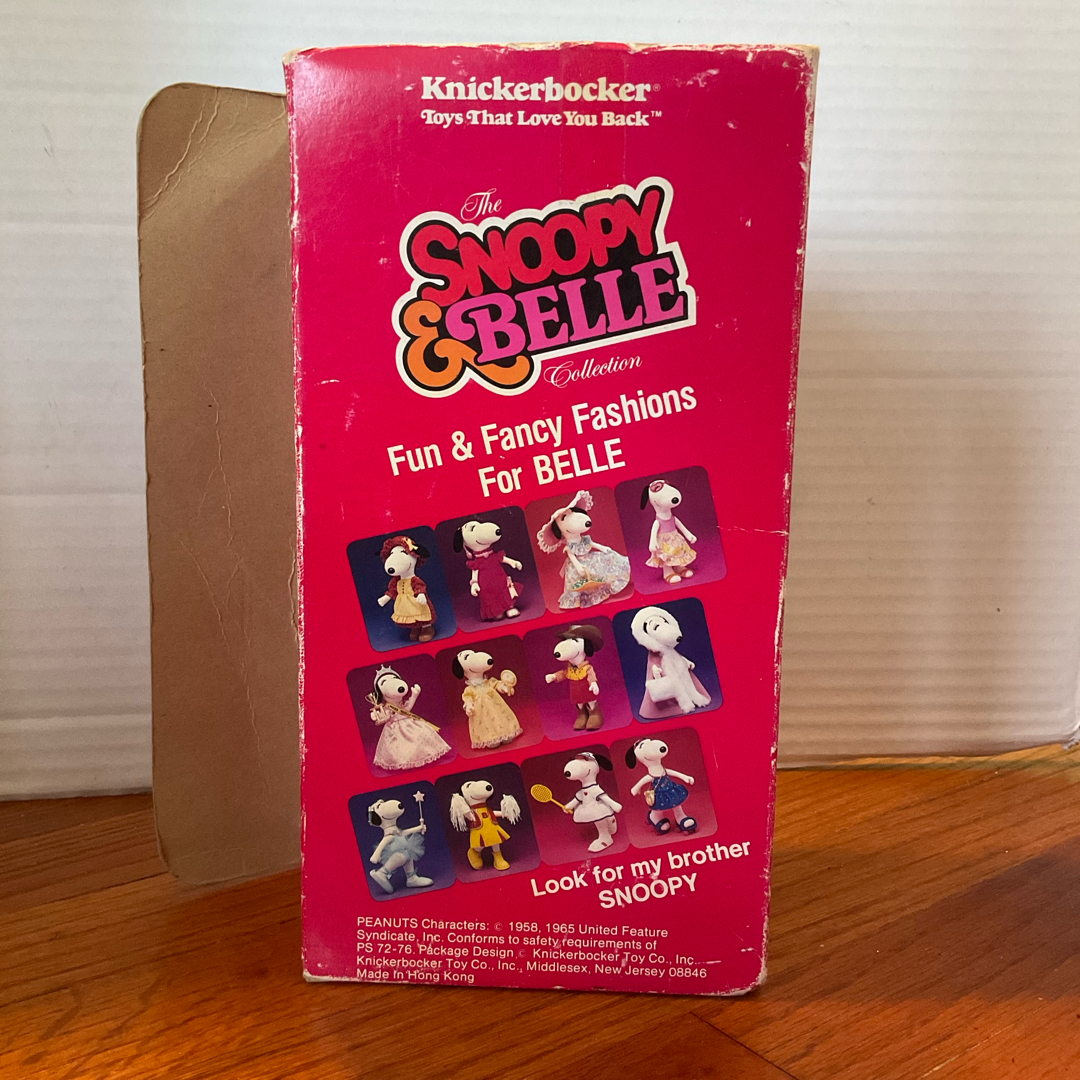 Knickerbocker®
Toys That Love You Back™
The
SNOOPY
& BELLE
Collection
Fun & Fancy Fashions
For BELLE
Look for my brother
SNOOPY
PEANUTS Characters: © 1958, 1965 United Feature
Syndicate, Inc. Conforms to safety requirements of
PS 72-76. Package Design © Knickerbocker Toy Co., Inc.
Knickerbocker Toy Co., Inc., Middlesex, New Jersey 08846
Made in Hong Kong